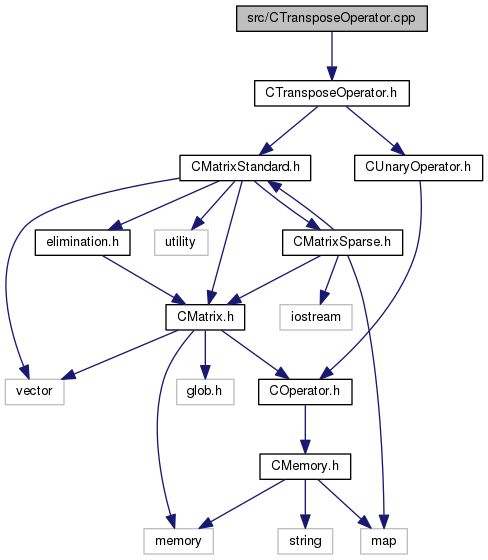 src/CTransposeOperator.cpp
CTransposeOperator.h
CMatrixStandard.h
CUnaryOperator.h
elimination.h
utility
CMatrixSparse.h
CMatrix.h
iostream
vector
glob.h
COperator.h
CMemory.h
memory
string
map